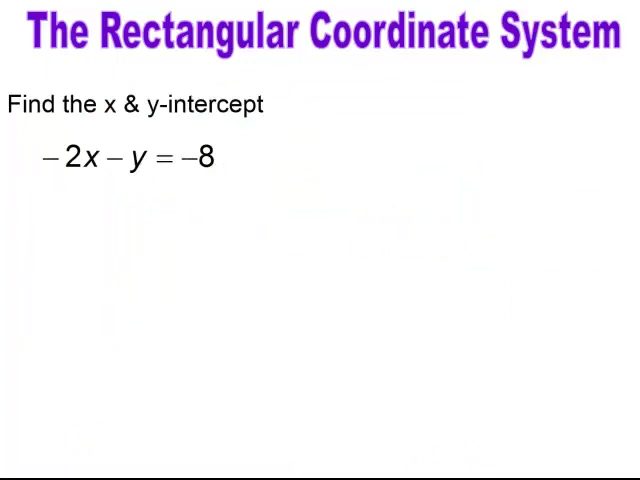 The Rectangular Coordinate System
Find the x & y-intercept
− 2x − y = −8